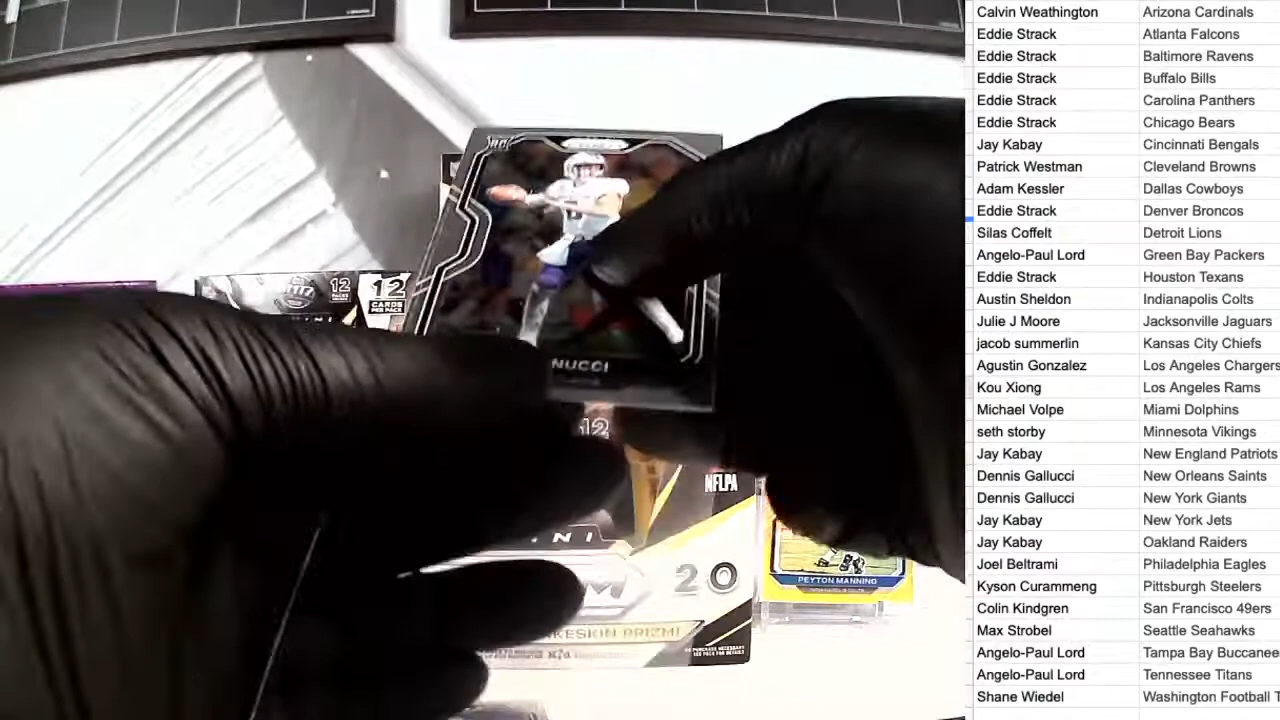 Calvin Weathington Arizona Cardinals
Eddie Strack Atlanta Falcons
Eddie Strack Baltimore Ravens
Eddie Strack Buffalo Bills
Eddie Strack Carolina Panthers
Eddie Strack Chicago Bears
Jay Kabay Cincinnati Bengals
Patrick Westman Cleveland Browns
Adam Kessler Dallas Cowboys
Eddie Strack Denver Broncos
Silas Coffelt Detroit Lions
Angelo-Paul Lord Green Bay Packers
Eddie Strack Houston Texans
Austin Sheldon Indianapolis Colts
Julie J Moore Jacksonville Jaguars
jacob summerlin Kansas City Chiefs
Agustin Gonzalez Los Angeles Chargers
Kou Xiong Los Angeles Rams
Michael Volpe Miami Dolphins
seth storby Minnesota Vikings
Jay Kabay New England Patriots
Dennis Gallucci New Orleans Saints
Dennis Gallucci New York Giants
Jay Kabay New York Jets
Jay Kabay Oakland Raiders
Joel Beltrami Philadelphia Eagles
Kyson Curammeng Pittsburgh Steelers
Colin Kindgren San Francisco 49ers
Max Strobel Seattle Seahawks
Angelo-Paul Lord Tampa Bay Buccanee
Angelo-Paul Lord Tennessee Titans
Shane Wiedel Washington Football T
12
PACKS
12
CARDS
PER PACK
NUCCI
12
NFLPA
INI
20
KESKIN PRIZM!
PEYTON MANNING